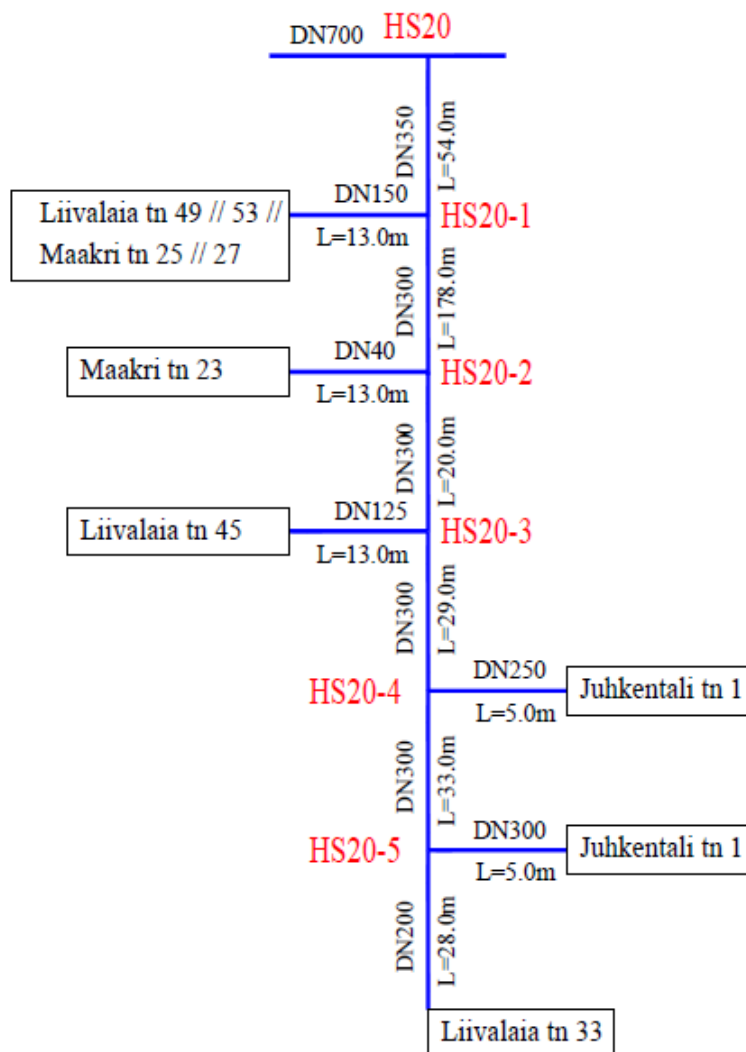 HS20
DN700
DN350
L=54.0m
DN150
Liivalaia tn 49 // 53 //
Maakri tn 25 // 27
L=13.0m
HS20-1
DN300
L=178.0m
DN40
Maakri tn 23
L=13.0m
HS20-2
DN300
L=20.0m
DN125
Liivalaia tn 45
L=13.0m
HS20-3
DN300
L=29.0m
DN250
HS20-4
Juhkentali tn 1
L=5.0m
DN300
L=33.0m
DN300
HS20-5
Juhkentali tn 1
L=5.0m
DN200
L=28.0m
Liivalaia tn 33